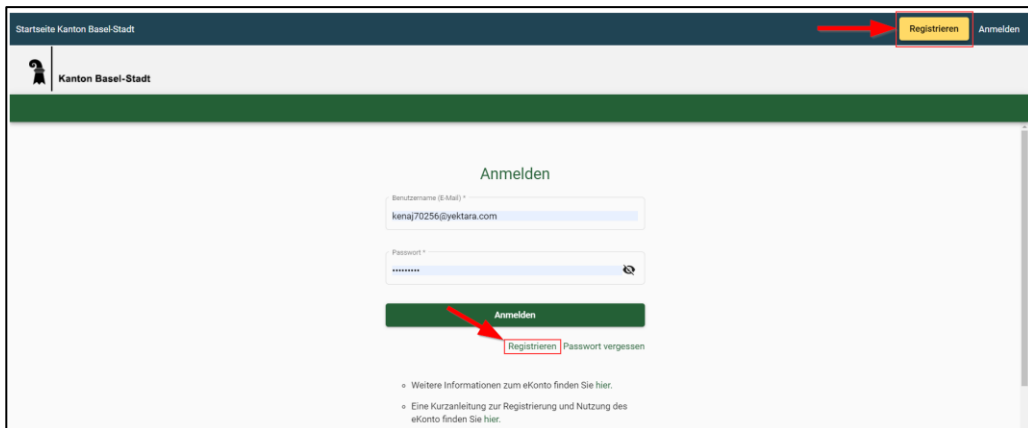 Startseite Kanton Basel-Stadt
Registrieren Anmelden
Kanton Basel-Stadt
Anmelden
Benutzername (E-Mail) *
kenaj70256@yektara.com
Passwort *
•••••••••
Anmelden
Registrieren Passwort vergessen
Weitere Informationen zum eKonto finden Sie hier.
Eine Kurzanleitung zur Registrierung und Nutzung des
eKonto finden Sie hier.